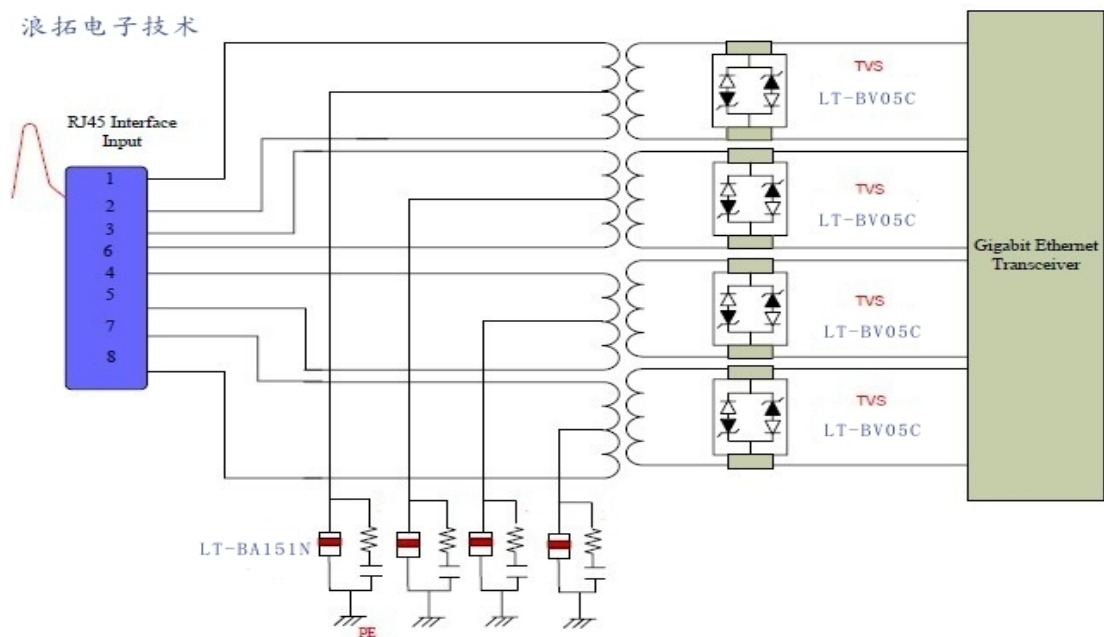 浪拓电子技术
RJ45 Interface
Input
1
2
3
6
4
5
7
8
TVS
LT-BV05C
TVS
LT-BV05C
TVS
LT-BV05C
TVS
LT-BV05C
Gigabit Ethernet
Transceiver
LT-BA151N
PE